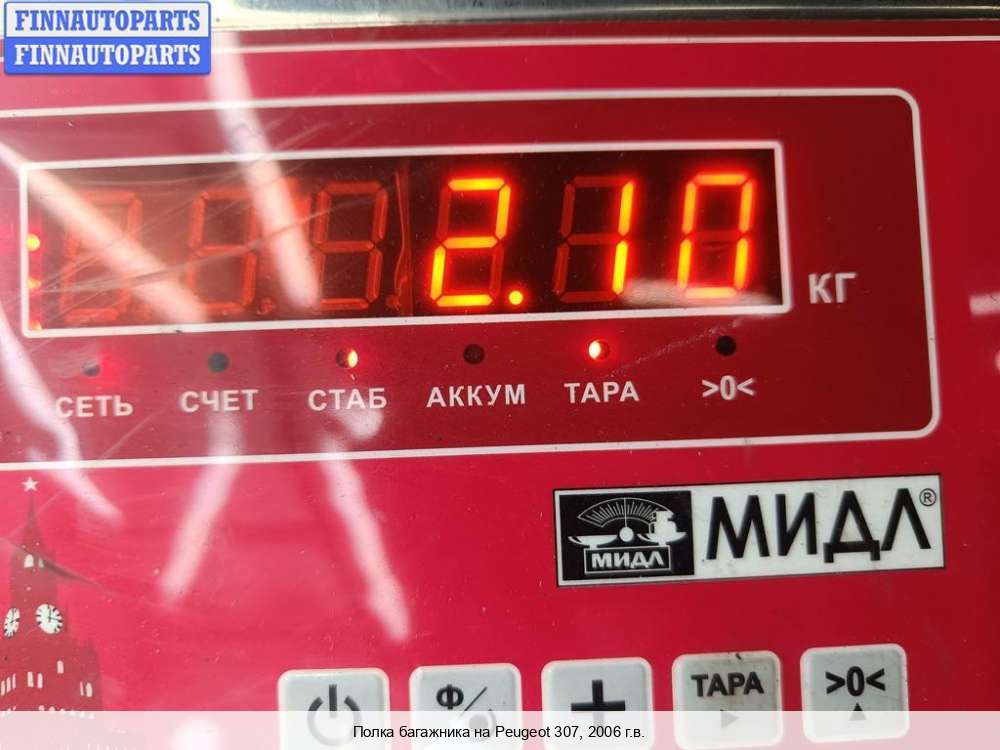 FINNAUTOPARTS
FINNAUTOPARTS
2.10
КГ
СЕТЬ СЧЕТ СТАБ АККУМ ТАРА >0<
МИДЛ МИДЛ®
Ф/ + ТАРА >0<
Полка багажника на Peugeot 307, 2006 г.в.